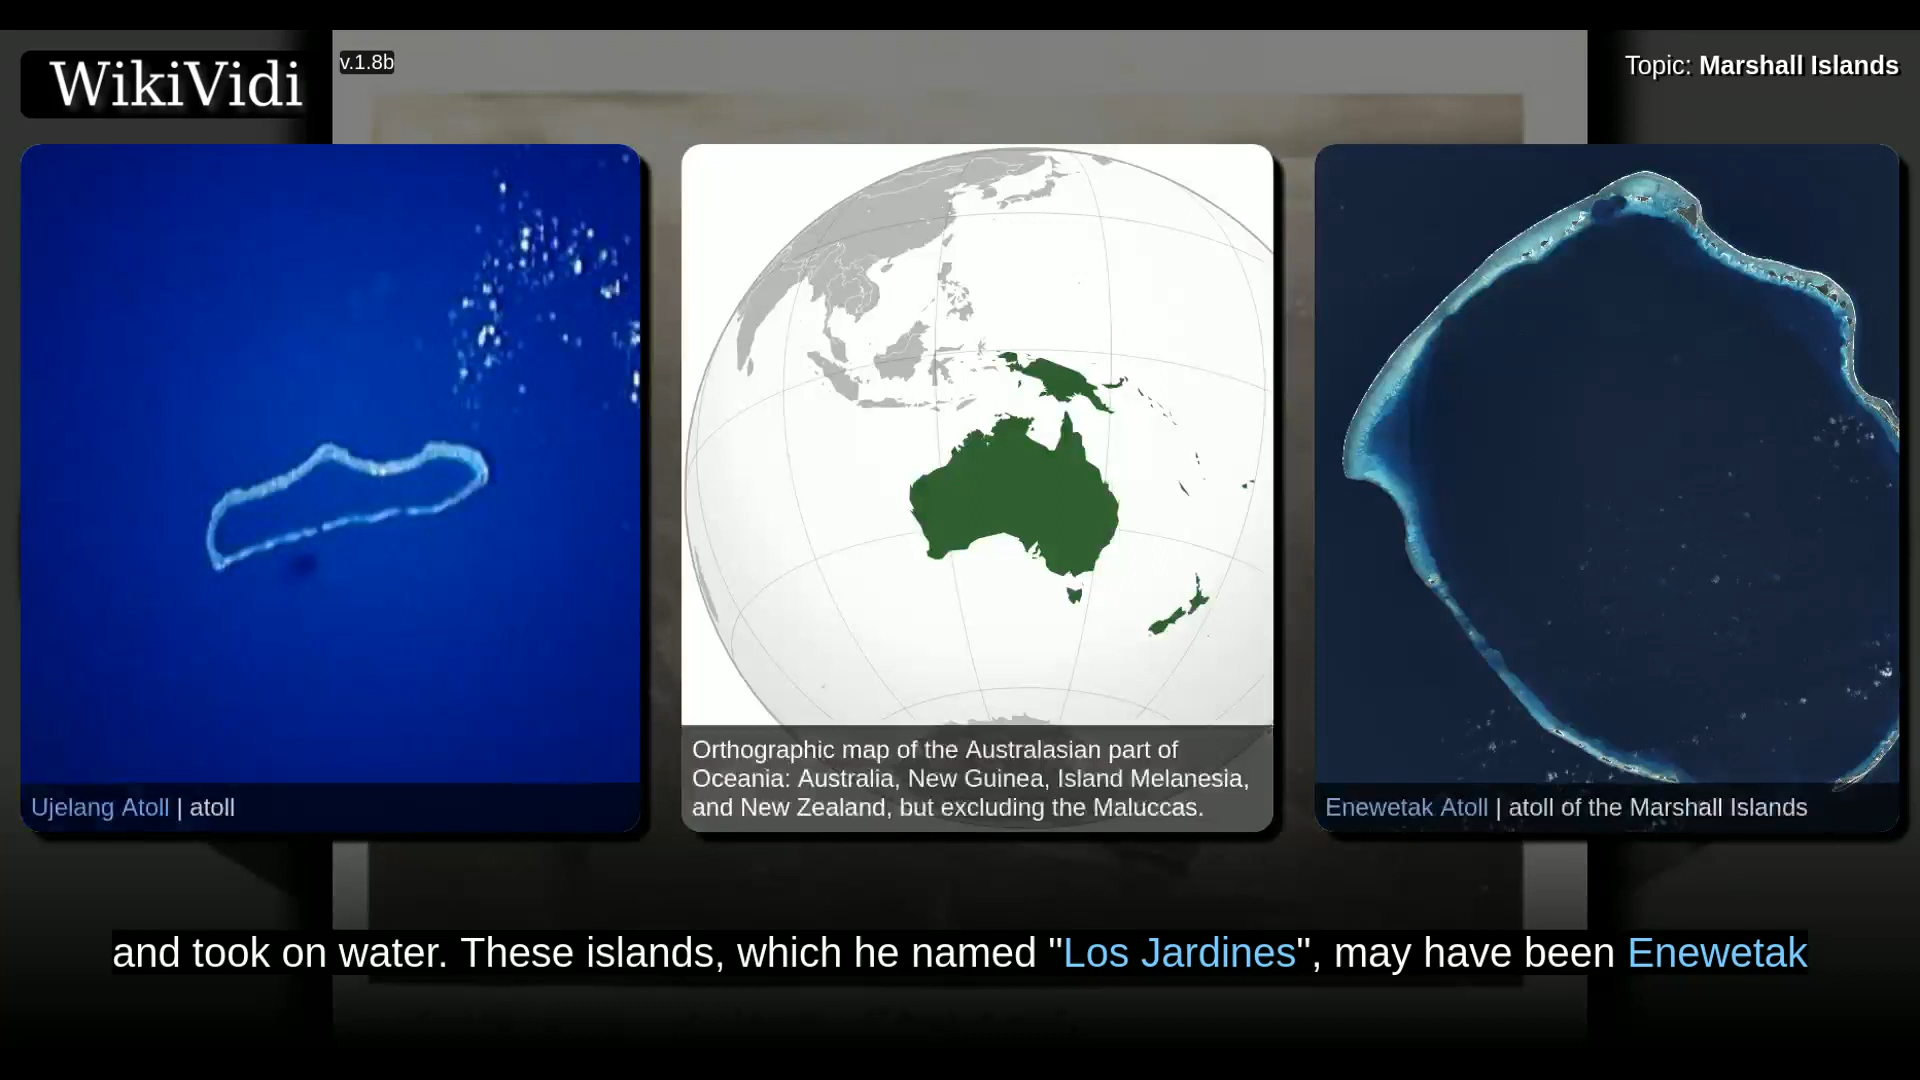 WikiVidi
v.1.8b
Topic: Marshall Islands
Ujelang Atoll | atoll
Orthographic map of the Australasian part of
Oceania: Australia, New Guinea, Island Melanesia,
and New Zealand, but excluding the Maluccas.
Enewetak Atoll | atoll of the Marshall Islands
and took on water. These islands, which he named "Los Jardines", may have been Enewetak